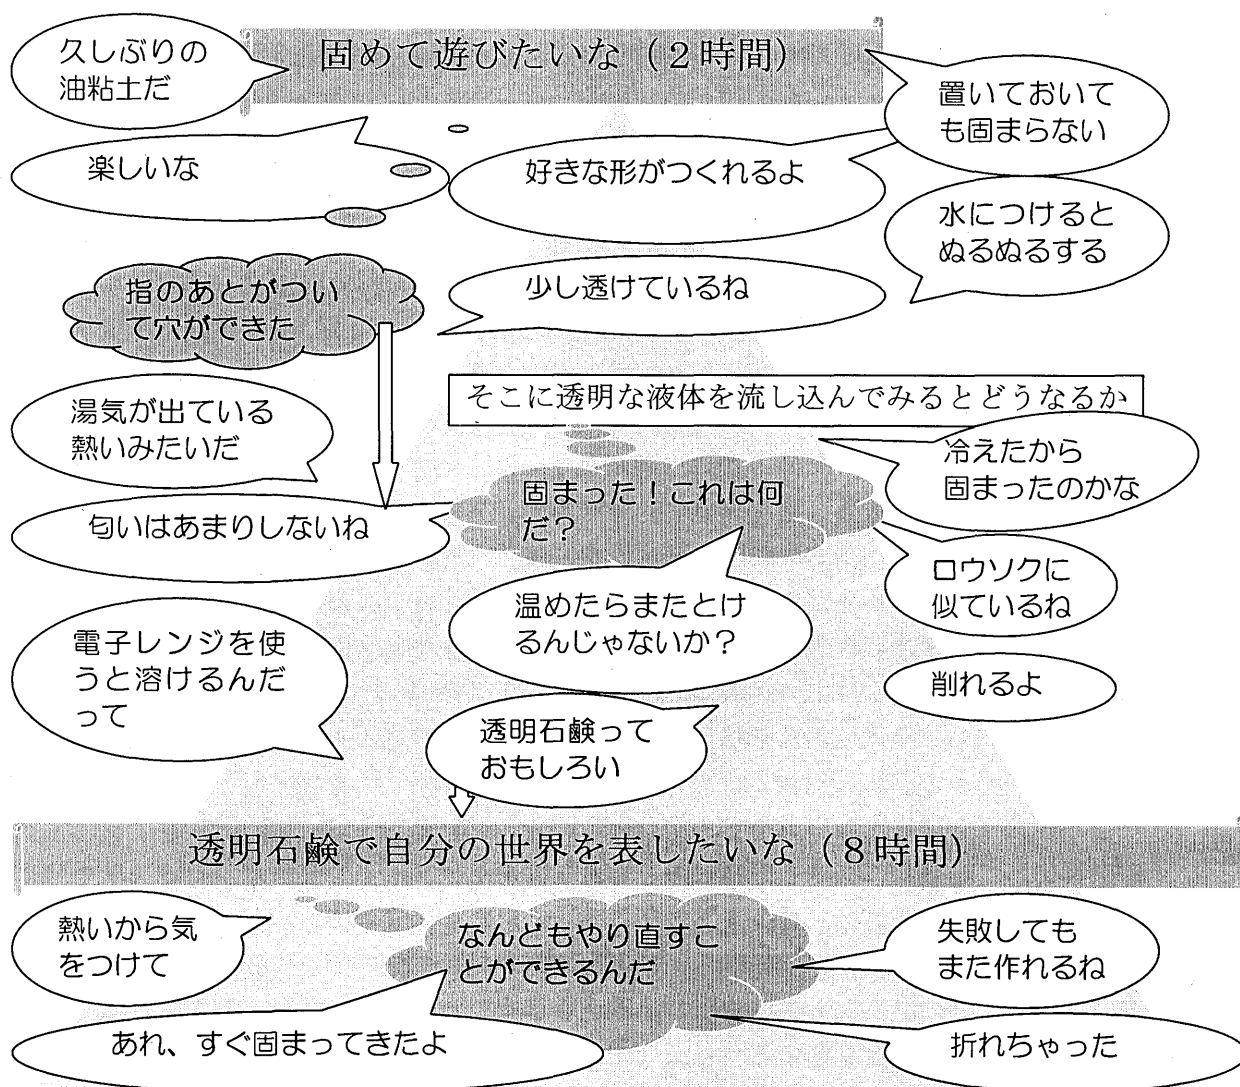 固めて遊びたいな（２時間）
久しぶりの
油粘土だ
置いておいて
も固まらない
楽しいな
好きな形がつくれるよ
水につけると
ぬるぬるする
指のあとがつい
て穴ができた
少し透けているね
そこに透明な液体を流し込んでみるとどうなるか
湯気が出ている
熱いみたいだ
冷えたから
固まったのかな
固まった！これは何
だ？
匂いはあまりしないね
ロウソクに
似ているね
温めたらまたとけ
るんじゃないか？
電子レンジを使
うと溶けるんだ
って
削れるよ
透明石鹸って
おもしろい
透明石鹸で自分の世界を表したいな（８時間）
熱いから気
をつけて
なんどもやり直すこ
とができるんだ
失敗しても
また作れるね
あれ、すぐ固まってきたよ
折れちゃった